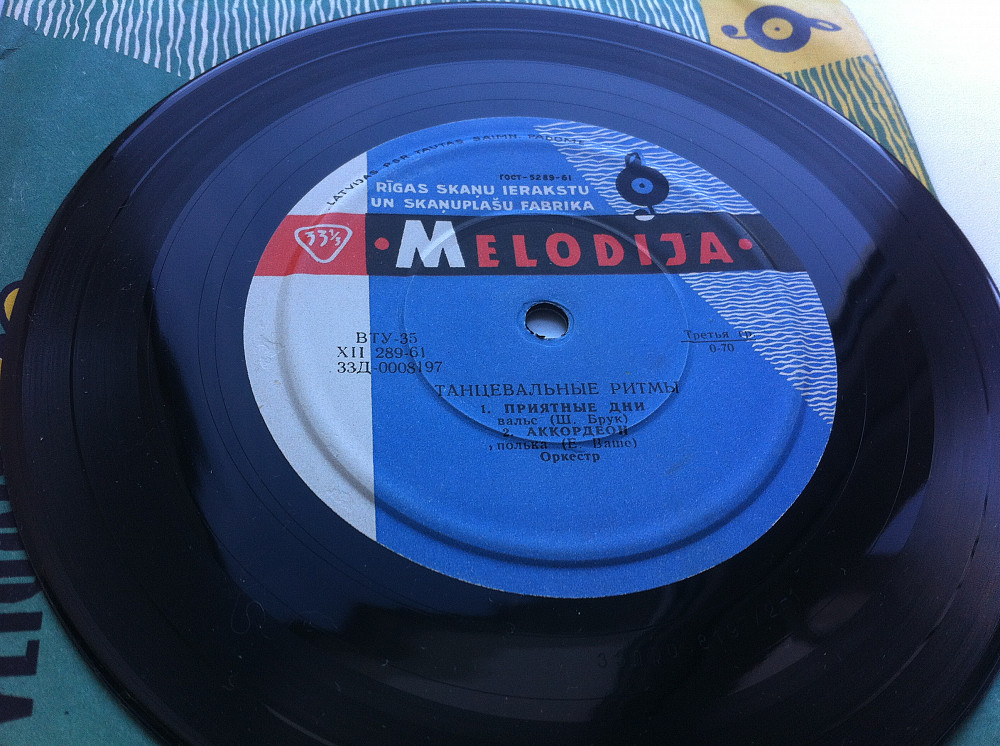 LATVIJAS PSR TAUTAS SAIMN. PADOME
ГОСТ-5289-61
RĪGAS SKAŅU IERAKSTU
UN SKAŅUPLAŠU FABRIKA
33⅓
MELODIJA
ВТУ-35
XII 289-61
33Д-0008197
Третья гр.
0-70
ТАНЦЕВАЛЬНЫЕ РИТМЫ
1. ПРИЯТНЫЕ ДНИ
вальс (Ш. Брук)
2. АККОРДЕОН
полька (Е. Ваше)
Оркестр